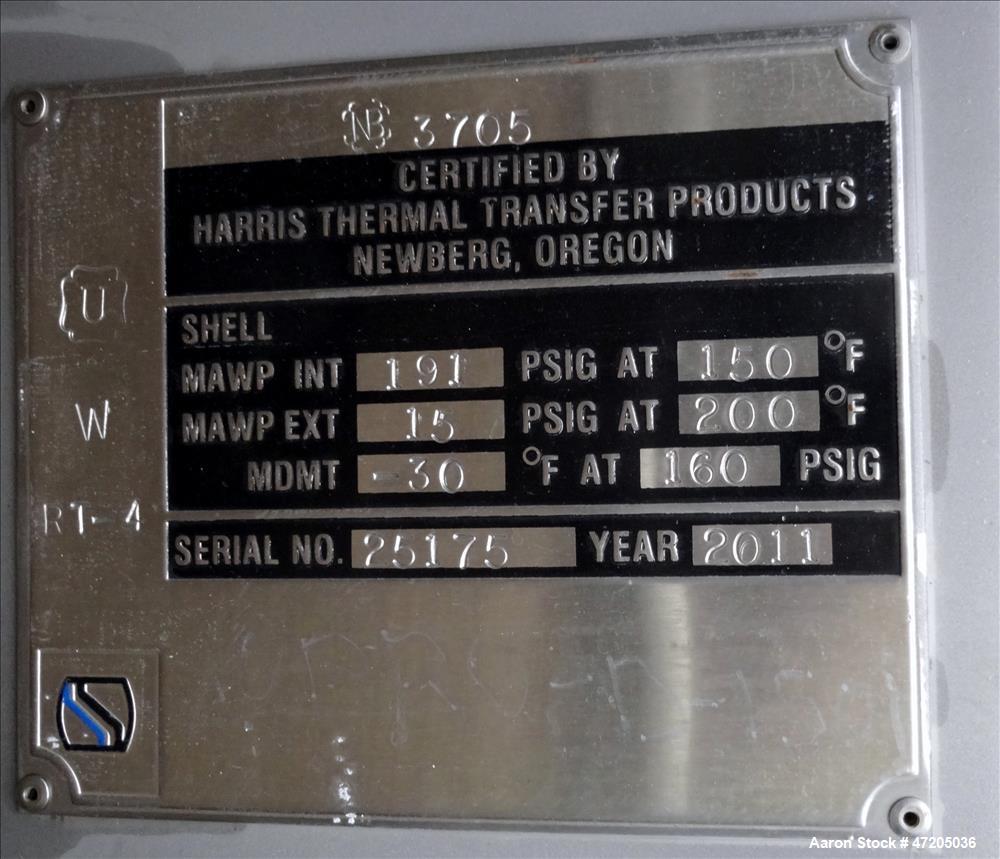 NB 3705
CERTIFIED BY
HARRIS THERMAL TRANSFER PRODUCTS
NEWBERG, OREGON
U
W
RT-4
SHELL
MAWP INT 191 PSIG AT 150 °F
MAWP EXT 15 PSIG AT 200 °F
MDMT -30 °F AT 160 PSIG
SERIAL NO. 25175 YEAR 2011
Aaron Stock # 47205036